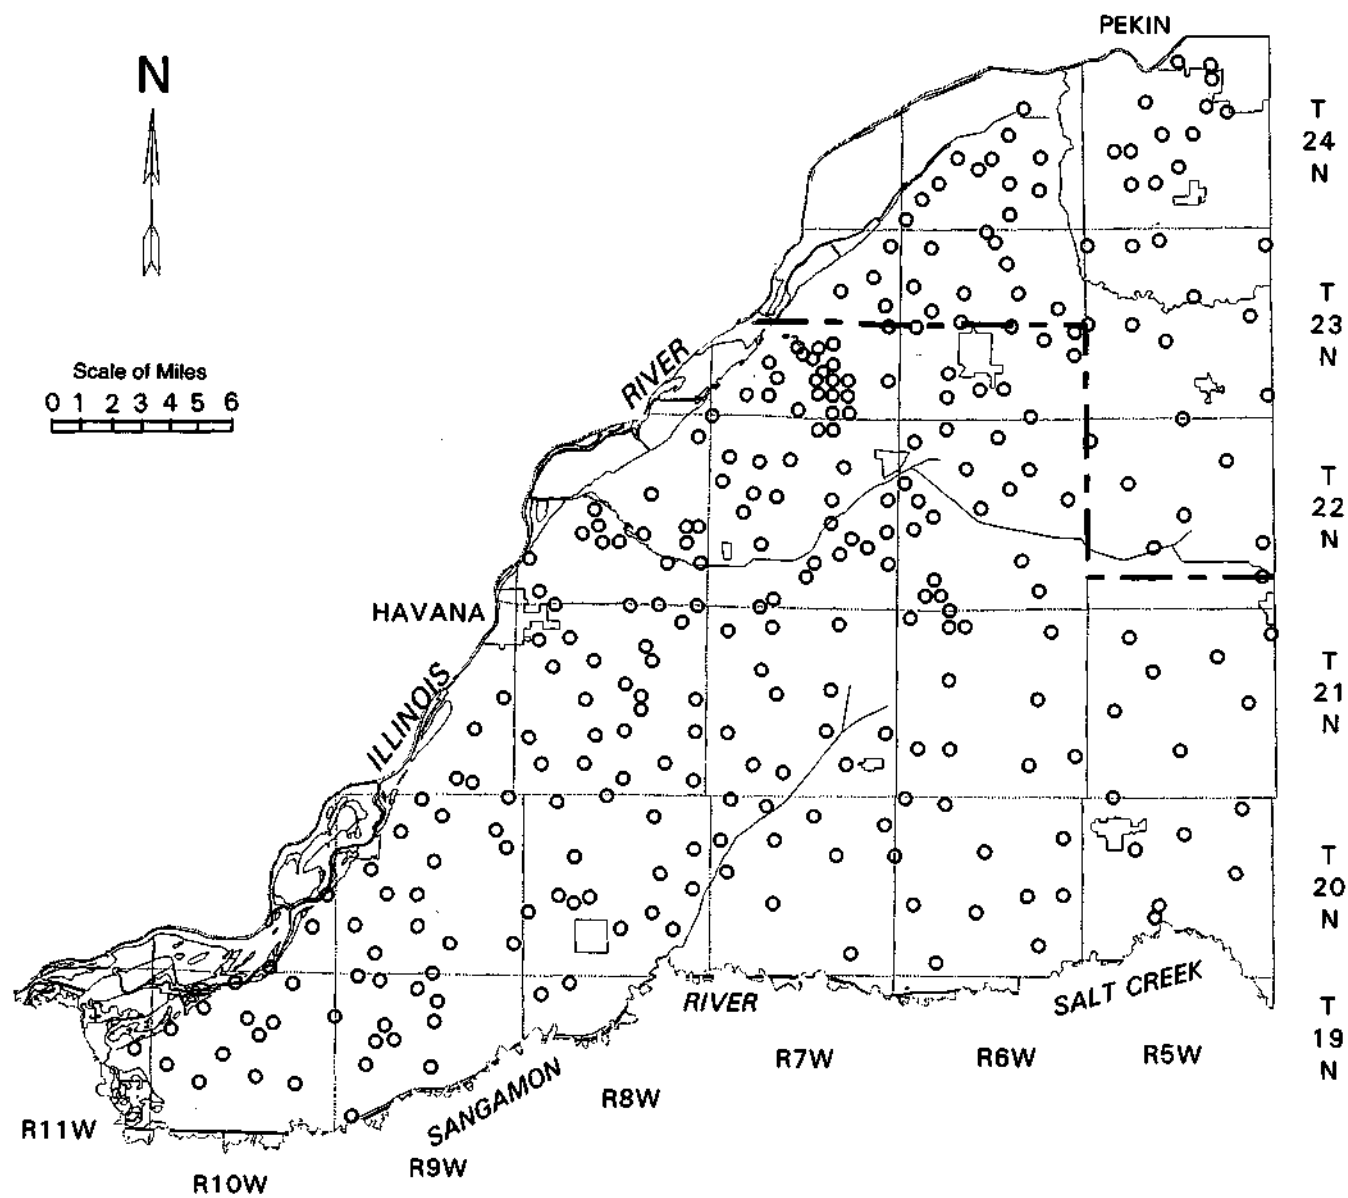 PEKIN
N
T
24
N
T
23
N
Scale of Miles
0 1 2 3 4 5 6
RIVER
T
22
N
HAVANA
ILLINOIS
T
21
N
T
20
N
RIVER
SALT CREEK
T
19
N
R7W
R6W
R5W
SANGAMON
R8W
R11W
R9W
R10W